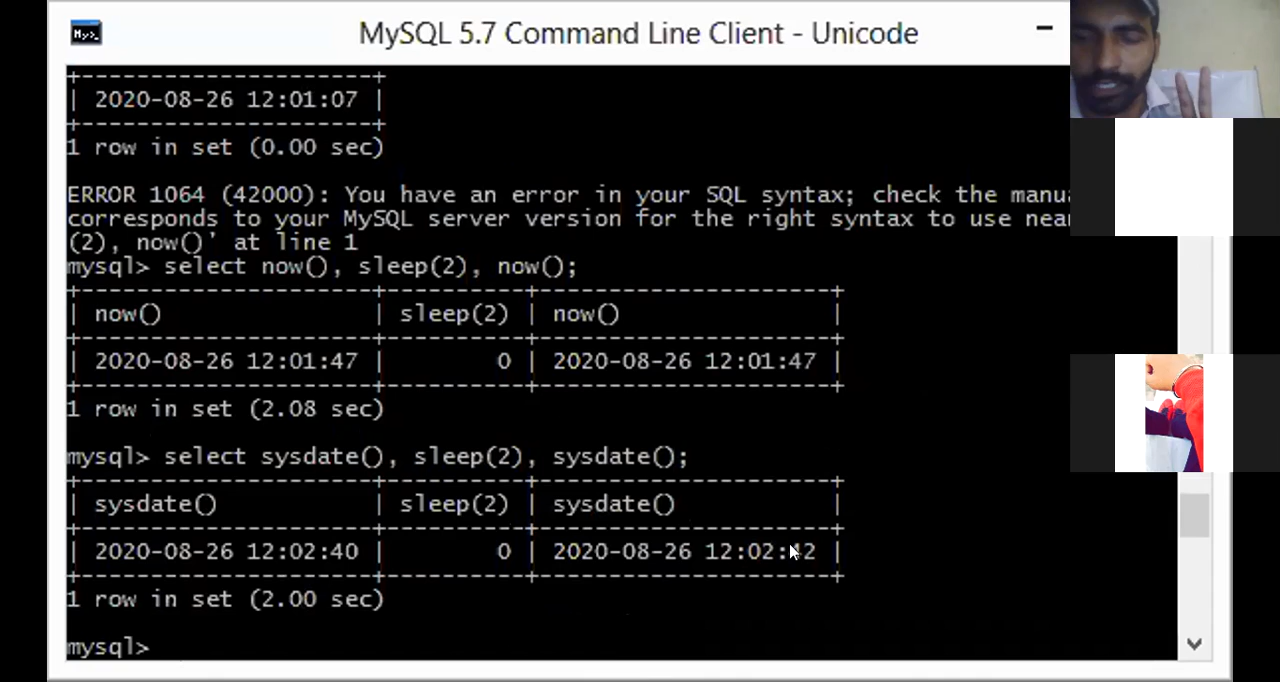 MySQL 5.7 Command Line Client - Unicode
+---------------------+
| 2020-08-26 12:01:07 |
+---------------------+
1 row in set (0.00 sec)
ERROR 1064 (42000): You have an error in your SQL syntax; check the
corresponds to your MySQL server version for the right syntax to use
(2), now()' at line 1
mysql> select now(), sleep(2), now();
+---------------------+----------+---------------------+
| now() | sleep(2) | now() |
+---------------------+----------+---------------------+
| 2020-08-26 12:01:47 | 0 | 2020-08-26 12:01:47 |
+---------------------+----------+---------------------+
1 row in set (2.08 sec)
mysql> select sysdate(), sleep(2), sysdate();
+---------------------+----------+---------------------+
| sysdate() | sleep(2) | sysdate() |
+---------------------+----------+---------------------+
| 2020-08-26 12:02:40 | 0 | 2020-08-26 12:02:42 |
+---------------------+----------+---------------------+
1 row in set (2.00 sec)
mysql>